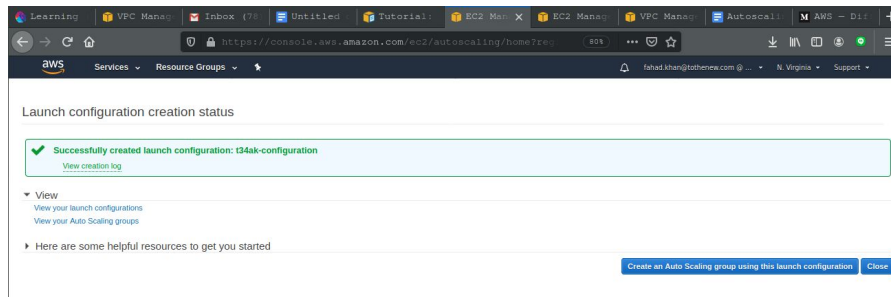 Learning
VPC Manag
Inbox (78
Untitled
Tutorial:
EC2 Man
EC2 Manag
VPC Manag
Autoscali
AWS — Dif
https://console.aws.amazon.com/ec2/autoscaling/home?reg
80%
aws
Services
Resource Groups
fahad.khan@tothenew.com @ ...
N. Virginia
Support
Launch configuration creation status
Successfully created launch configuration: t34ak-configuration
View creation log
View
View your launch configurations
View your Auto Scaling groups
Here are some helpful resources to get you started
Create an Auto Scaling group using this launch configuration
Close